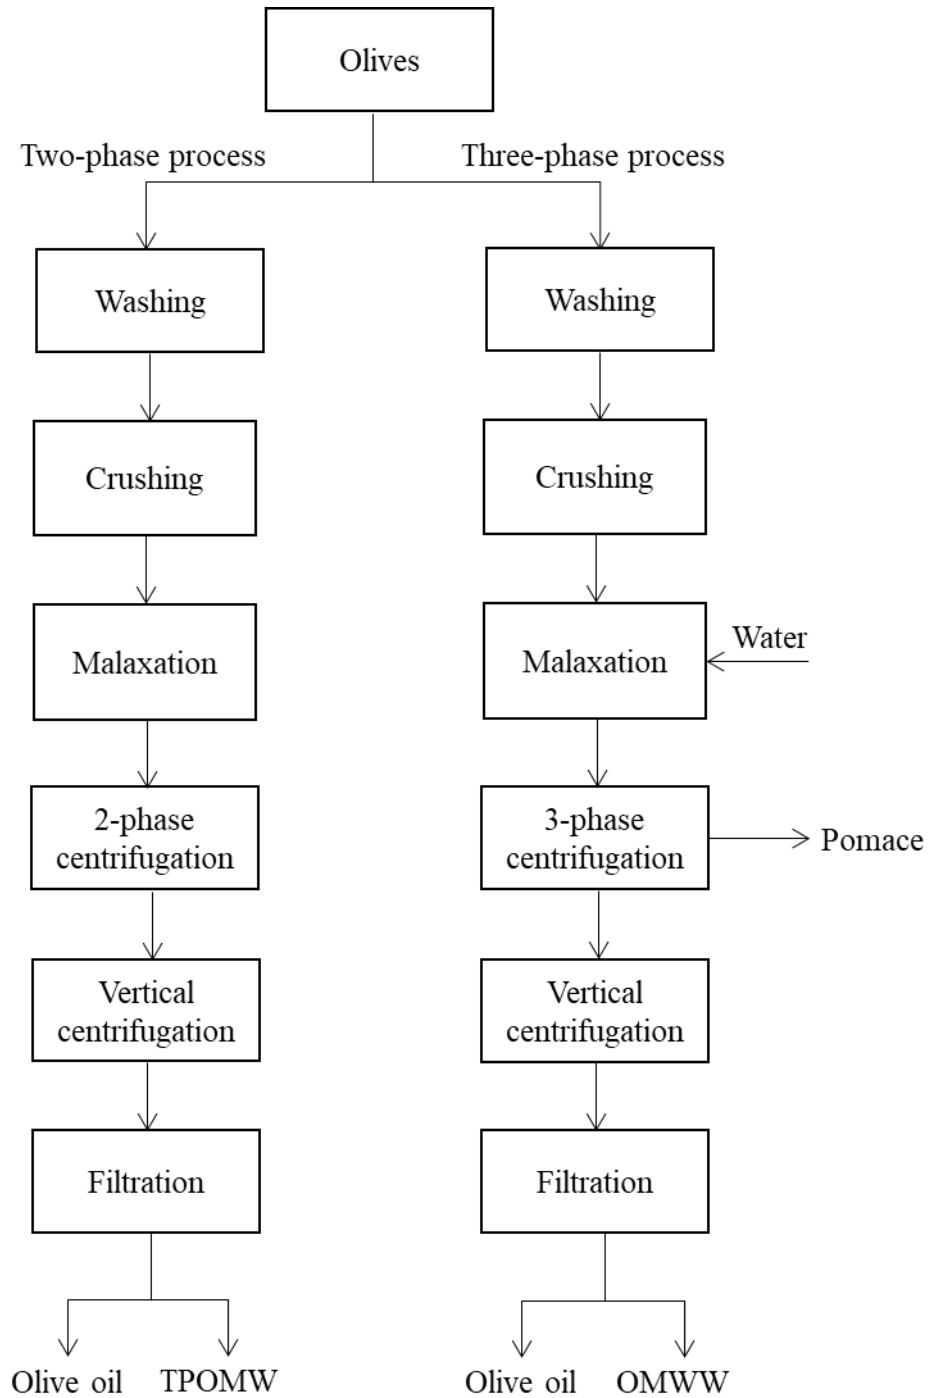 Olives
Two-phase process
Three-phase process
Washing
Washing
Crushing
Crushing
Malaxation
Malaxation
Water
2-phase
centrifugation
3-phase
centrifugation
Pomace
Vertical
centrifugation
Vertical
centrifugation
Filtration
Filtration
Olive oil
TPOMW
Olive oil
OMWW